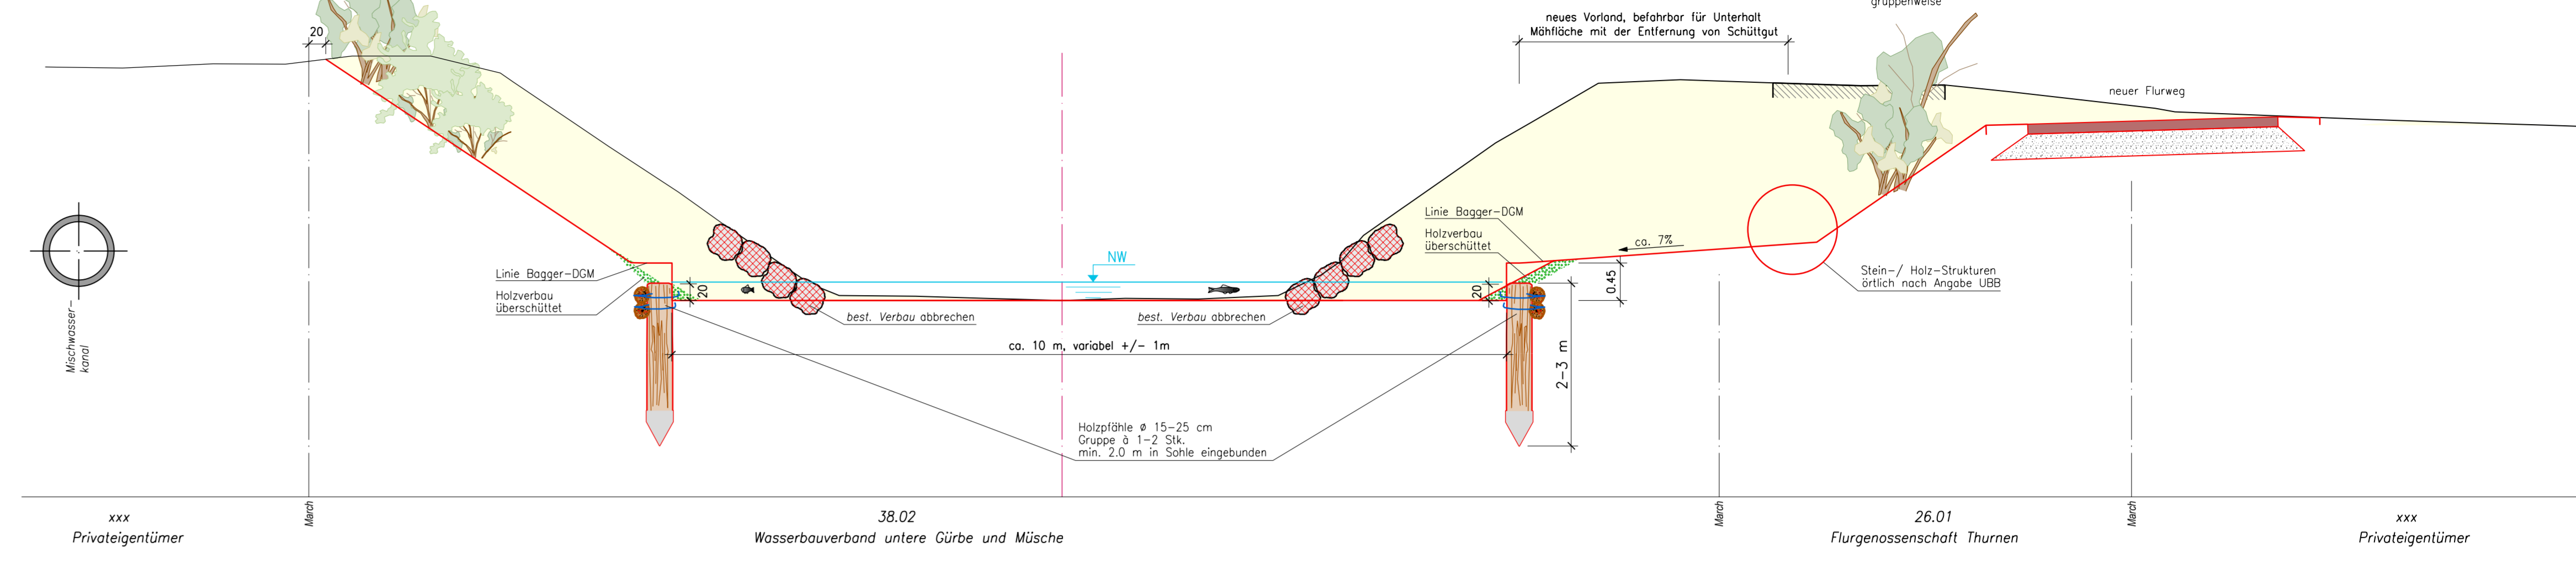 gruppenweise
20
neues Vorland, befahrbar für Unterhalt
Mähfläche mit der Entfernung von Schüttgut
neuer Flurweg
Linie Bagger-DGM
Holzverbau
überschüttet
ca. 7%
NW
Stein-/ Holz-Strukturen
örtlich nach Angabe UBB
0.45
Linie Bagger-DGM
Holzverbau
überschüttet
20
20
best. Verbau abbrechen
best. Verbau abbrechen
Mischwasser-
kanal
ca. 10 m, variabel +/- 1m
2-3 m
Holzpfähle ø 15-25 cm
Gruppe à 1-2 Stk.
min. 2.0 m in Sohle eingebunden
March
March
March
xxx
Privateigentümer
38.02
Wasserbauverband untere Gürbe und Müsche
26.01
Flurgenossenschaft Thurnen
xxx
Privateigentümer